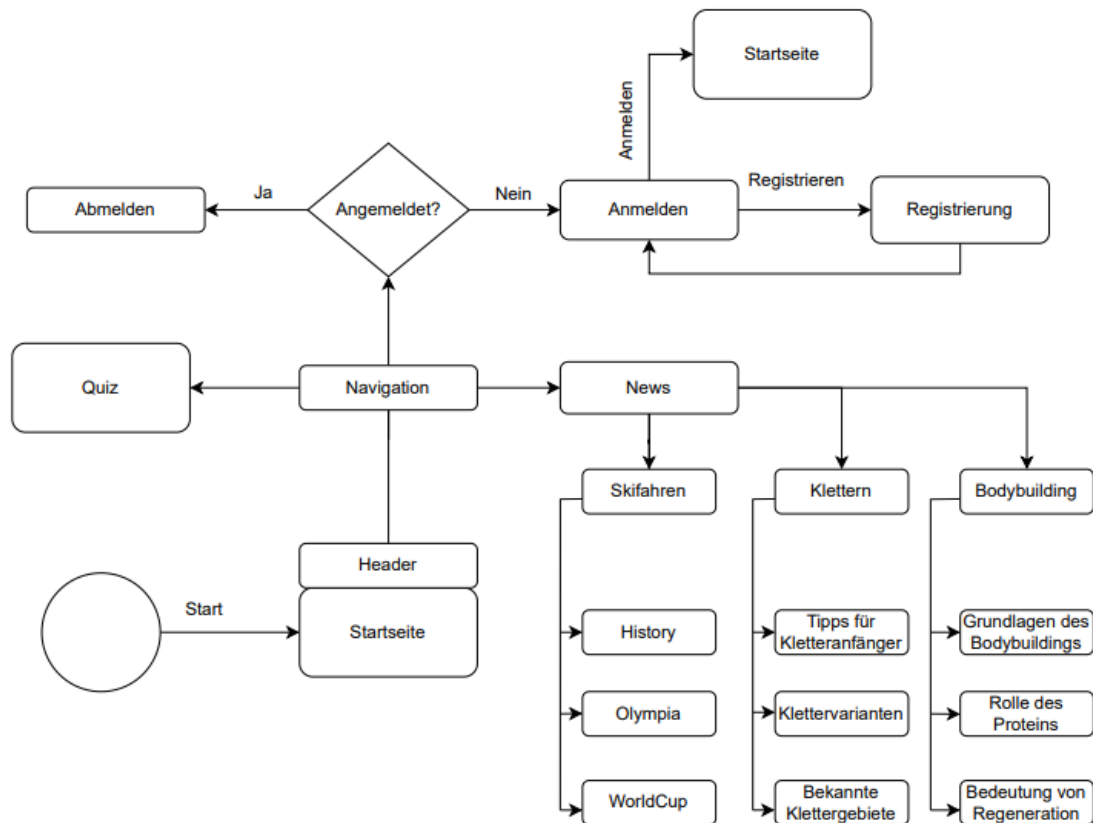 Startseite
Anmelden
Ja
Nein
Registrieren
Abmelden
Angemeldet?
Anmelden
Registrierung
Quiz
Navigation
News
Skifahren
Klettern
Bodybuilding
Header
Start
Startseite
History
Tipps für
Kletteranfänger
Grundlagen des
Bodybuildings
Olympia
Klettervarianten
Rolle des
Proteins
WorldCup
Bekannte
Klettergebiete
Bedeutung von
Regeneration